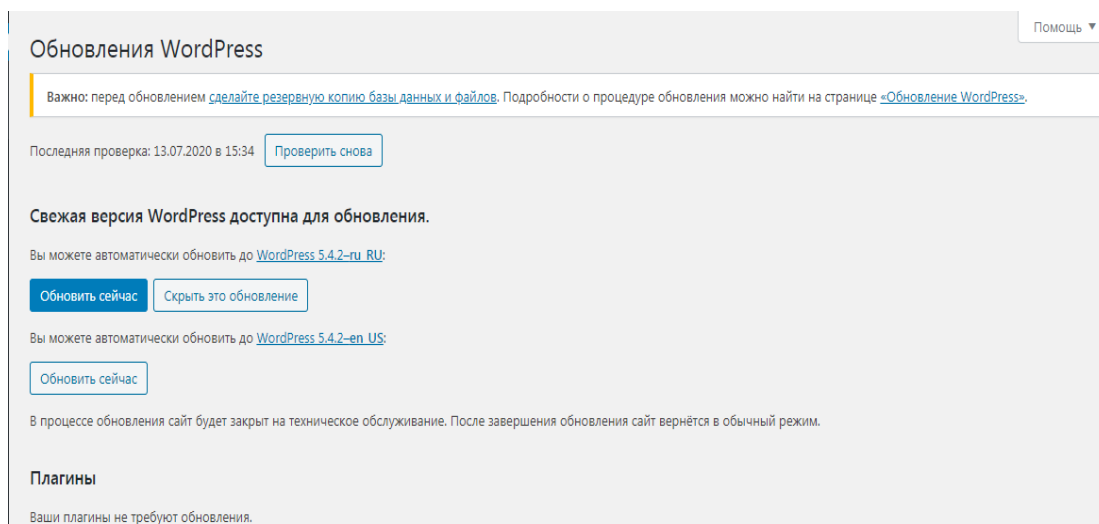 Помощь ▼
Обновления WordPress
Важно: перед обновлением сделайте резервную копию базы данных и файлов. Подробности о процедуре обновления можно найти на странице «Обновление WordPress».
Последняя проверка: 13.07.2020 в 15:34 Проверить снова
Свежая версия WordPress доступна для обновления.
Вы можете автоматически обновить до WordPress 5.4.2–ru_RU:
Обновить сейчас Скрыть это обновление
Вы можете автоматически обновить до WordPress 5.4.2–en_US:
Обновить сейчас
В процессе обновления сайт будет закрыт на техническое обслуживание. После завершения обновления сайт вернётся в обычный режим.
Плагины
Ваши плагины не требуют обновления.